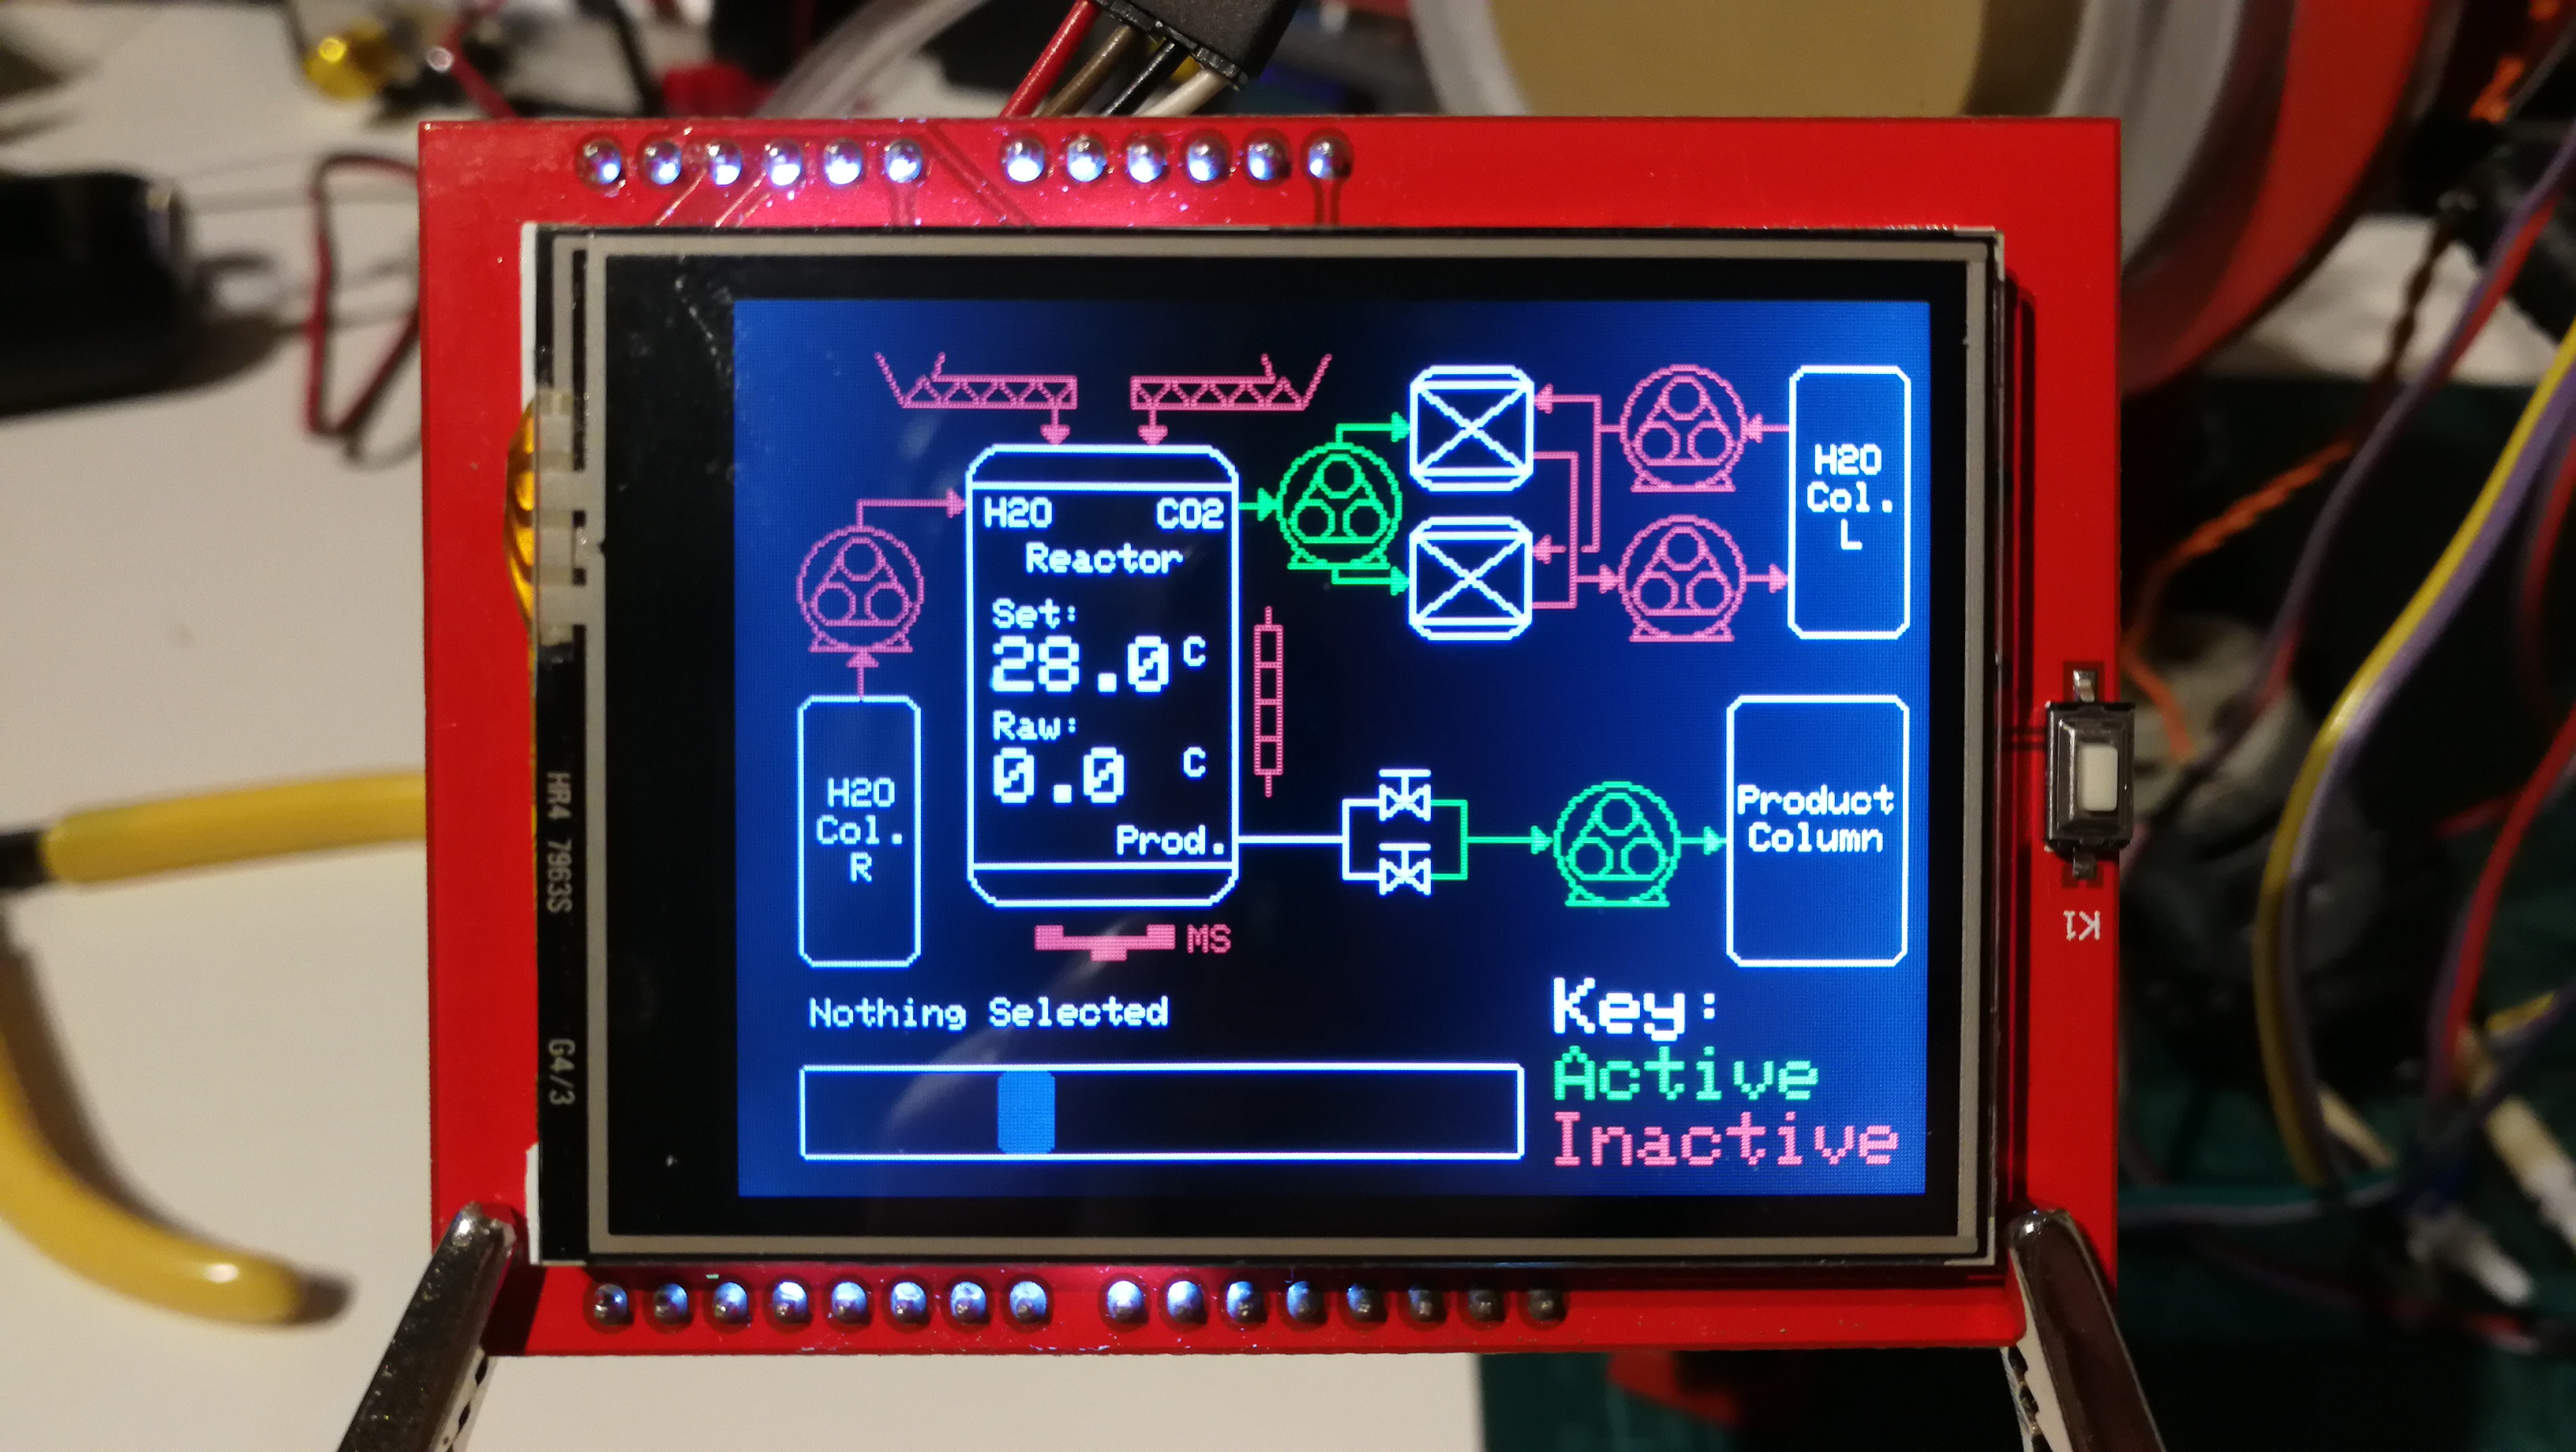 H2O CO2
Reactor
Set:
28.0 C
Raw:
0.0 C
Prod.
H2O
Col.
R
H2O
Col.
L
Product
Column
MS
Nothing Selected
Key:
Active
Inactive
HR4 7963S G4/3
K1